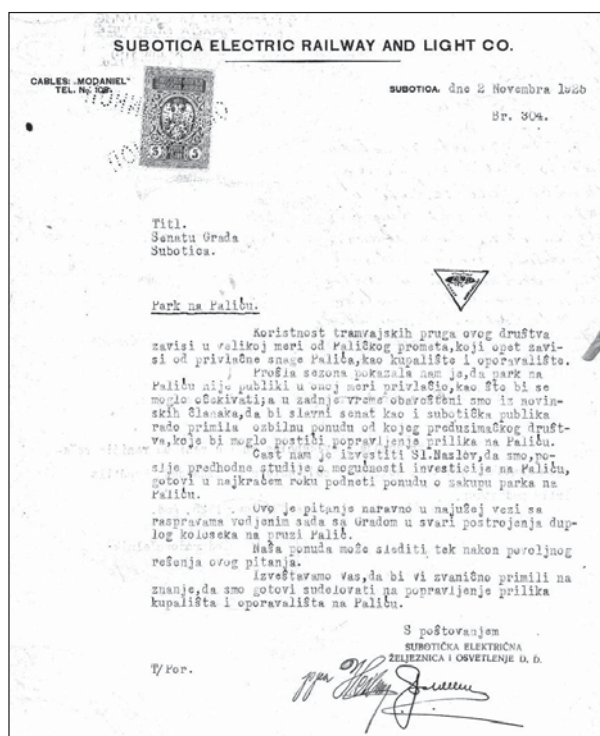 SUBOTICA ELECTRIC RAILWAY AND LIGHT CO.
CABLES: „MODANIEL"
TEL. No. 102.
SUBOTICA. dne 2 Novembra 1925
Br. 304.
5 5
Titl.
Senatu Grada
Subotica.
Park na Paliću.
Koristnost tramvajskih pruga ovog društva
zavisi u velikoj meri od Palićkog prometa,koji opet zavi-
si od privlačne snage Palića,kao kupalište i oporavalište.
Prošla sezona pokazala nam je,da park na
Paliću nije publiki u onoj meri privlačio,kao što bi se
moglo očekivati;a u zadnje vreme obavešteni smo iz novin-
skih članaka,da bi slavni senat kao i subotička publika
rado primila ozbilnu ponudu od kojeg preduzimačkog društ-
va,koje bi moglo postići popravljenje prilika na Paliću.
Čast nam je izvestiti Sl.Naslov,da smo,po-
slje predhodne studije o mogućnosti investicije na Paliću,
gotovi u najkraćem roku podneti ponudu o zakupu parka na
Paliću.
Ovo je pitanje naravno u najužej vezi sa
raspravama vodjenim sada sa Gradom u svari postrojenja dup-
log koloseka na pruzi Palić.
Naša ponuda može slediti tek nakon povoljnog
rešenja ovog pitanja.
Izveštavamo Vas,da bi vi zvanično primili na
znanje,da smo gotovi sudelovati na popravljenje prilika
kupališta i oporavališta na Paliću.
S poštovanjem
SUBOTIČKA ELEKTRIČNA
ŽELJEZNICA I OSVETLENJE D. D.
T/Por.
ppa